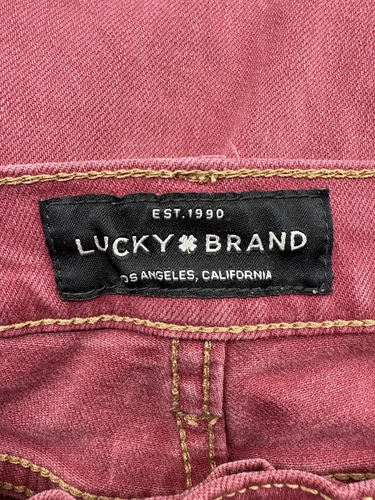 EST.1990
LUCKY BRAND
LOS ANGELES, CALIFORNIA